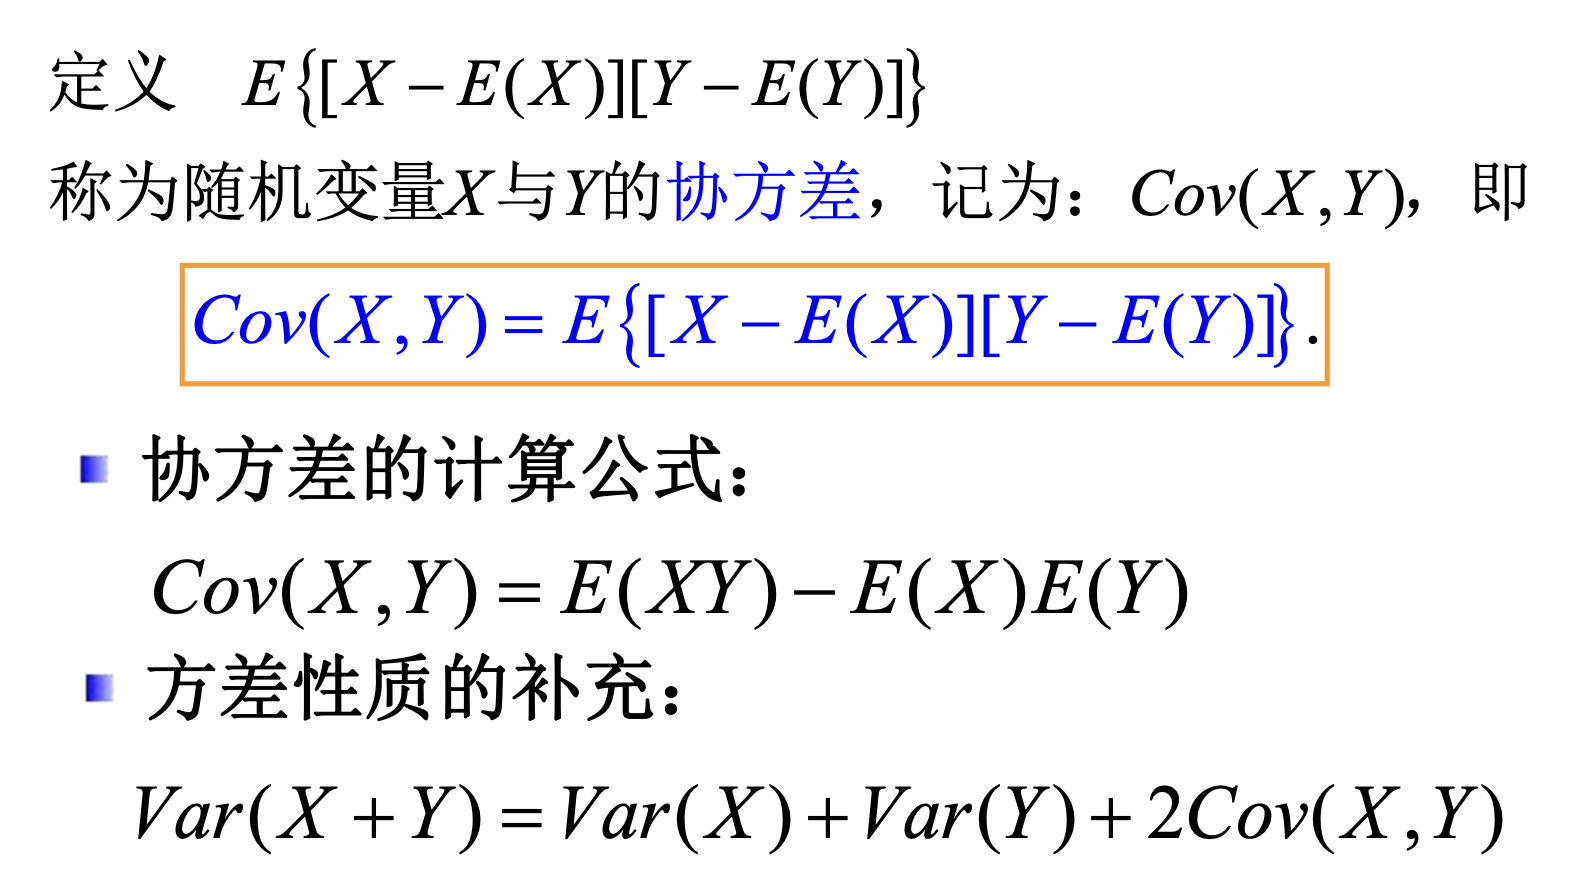 定义 E{[X − E(X)][Y − E(Y)]}
称为随机变量X与Y的协方差，记为：Cov(X,Y)，即
Cov(X,Y) = E{[X − E(X)][Y − E(Y)]}.
协方差的计算公式：
Cov(X,Y) = E(XY) − E(X)E(Y)
方差性质的补充：
Var(X + Y) = Var(X) + Var(Y) + 2Cov(X,Y)